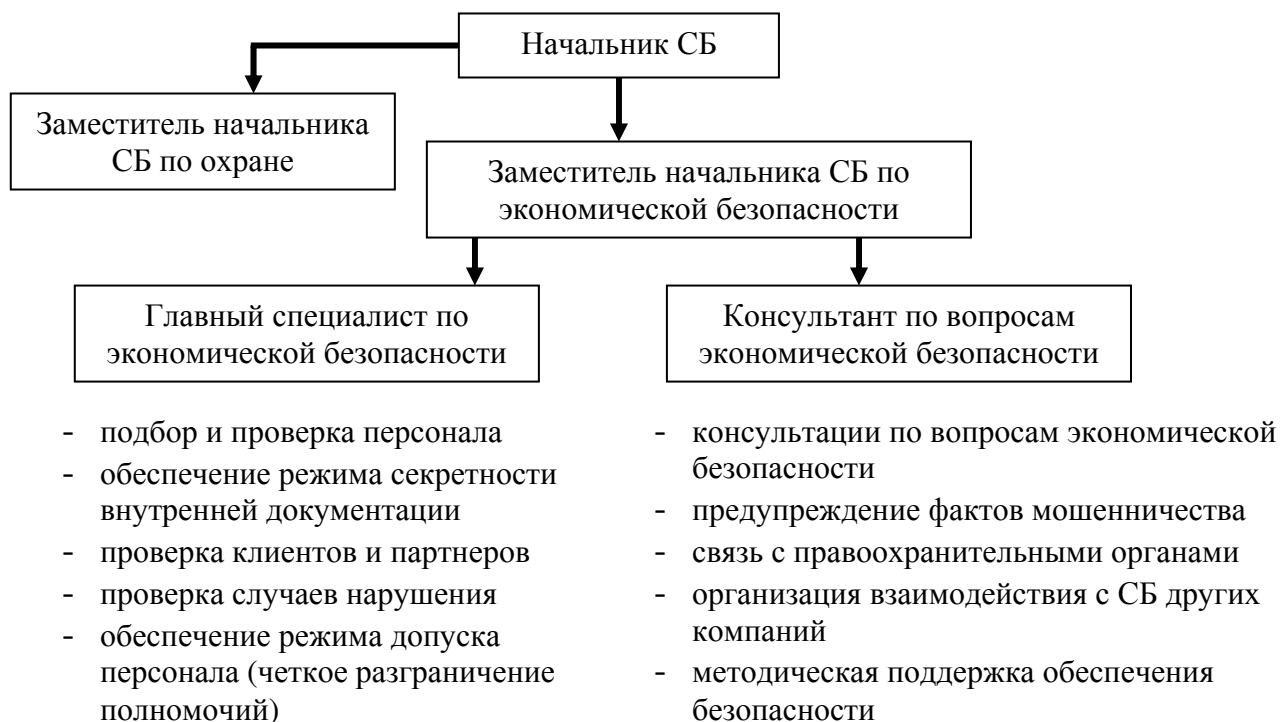 Начальник СБ
Заместитель начальника
СБ по охране
Заместитель начальника СБ по
экономической безопасности
Главный специалист по
экономической безопасности
Консультант по вопросам
экономической безопасности
- подбор и проверка персонала
- обеспечение режима секретности
внутренней документации
- проверка клиентов и партнеров
- проверка случаев нарушения
- обеспечение режима допуска
персонала (четкое разграничение
полномочий)
- консультации по вопросам экономической
безопасности
- предупреждение фактов мошенничества
- связь с правоохранительными органами
- организация взаимодействия с СБ других
компаний
- методическая поддержка обеспечения
безопасности